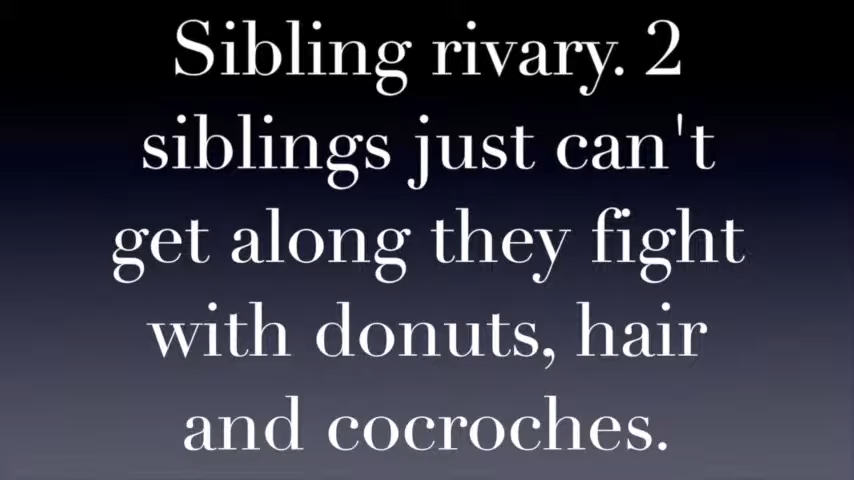 Sibling rivary. 2
siblings just can't
get along they fight
with donuts, hair
and cocroches.